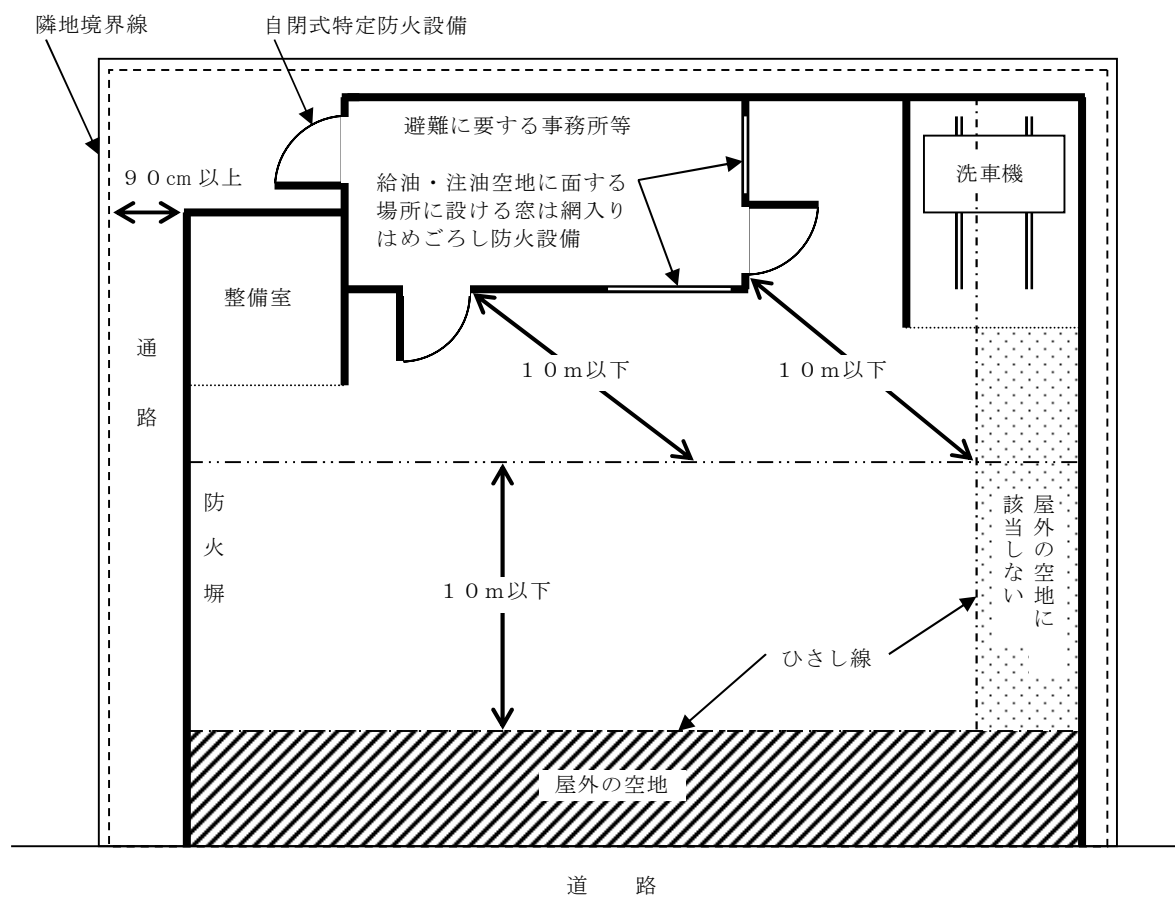 隣地境界線
自閉式特定防火設備
避難に要する事務所等
９０㎝以上
給油・注油空地に面する
場所に設ける窓は網入り
はめごろし防火設備
洗車機
整備室
通路
１０ｍ以下
１０ｍ以下
防火塀
屋外の空地に
該当しない
１０ｍ以下
ひさし線
屋外の空地
道　　路